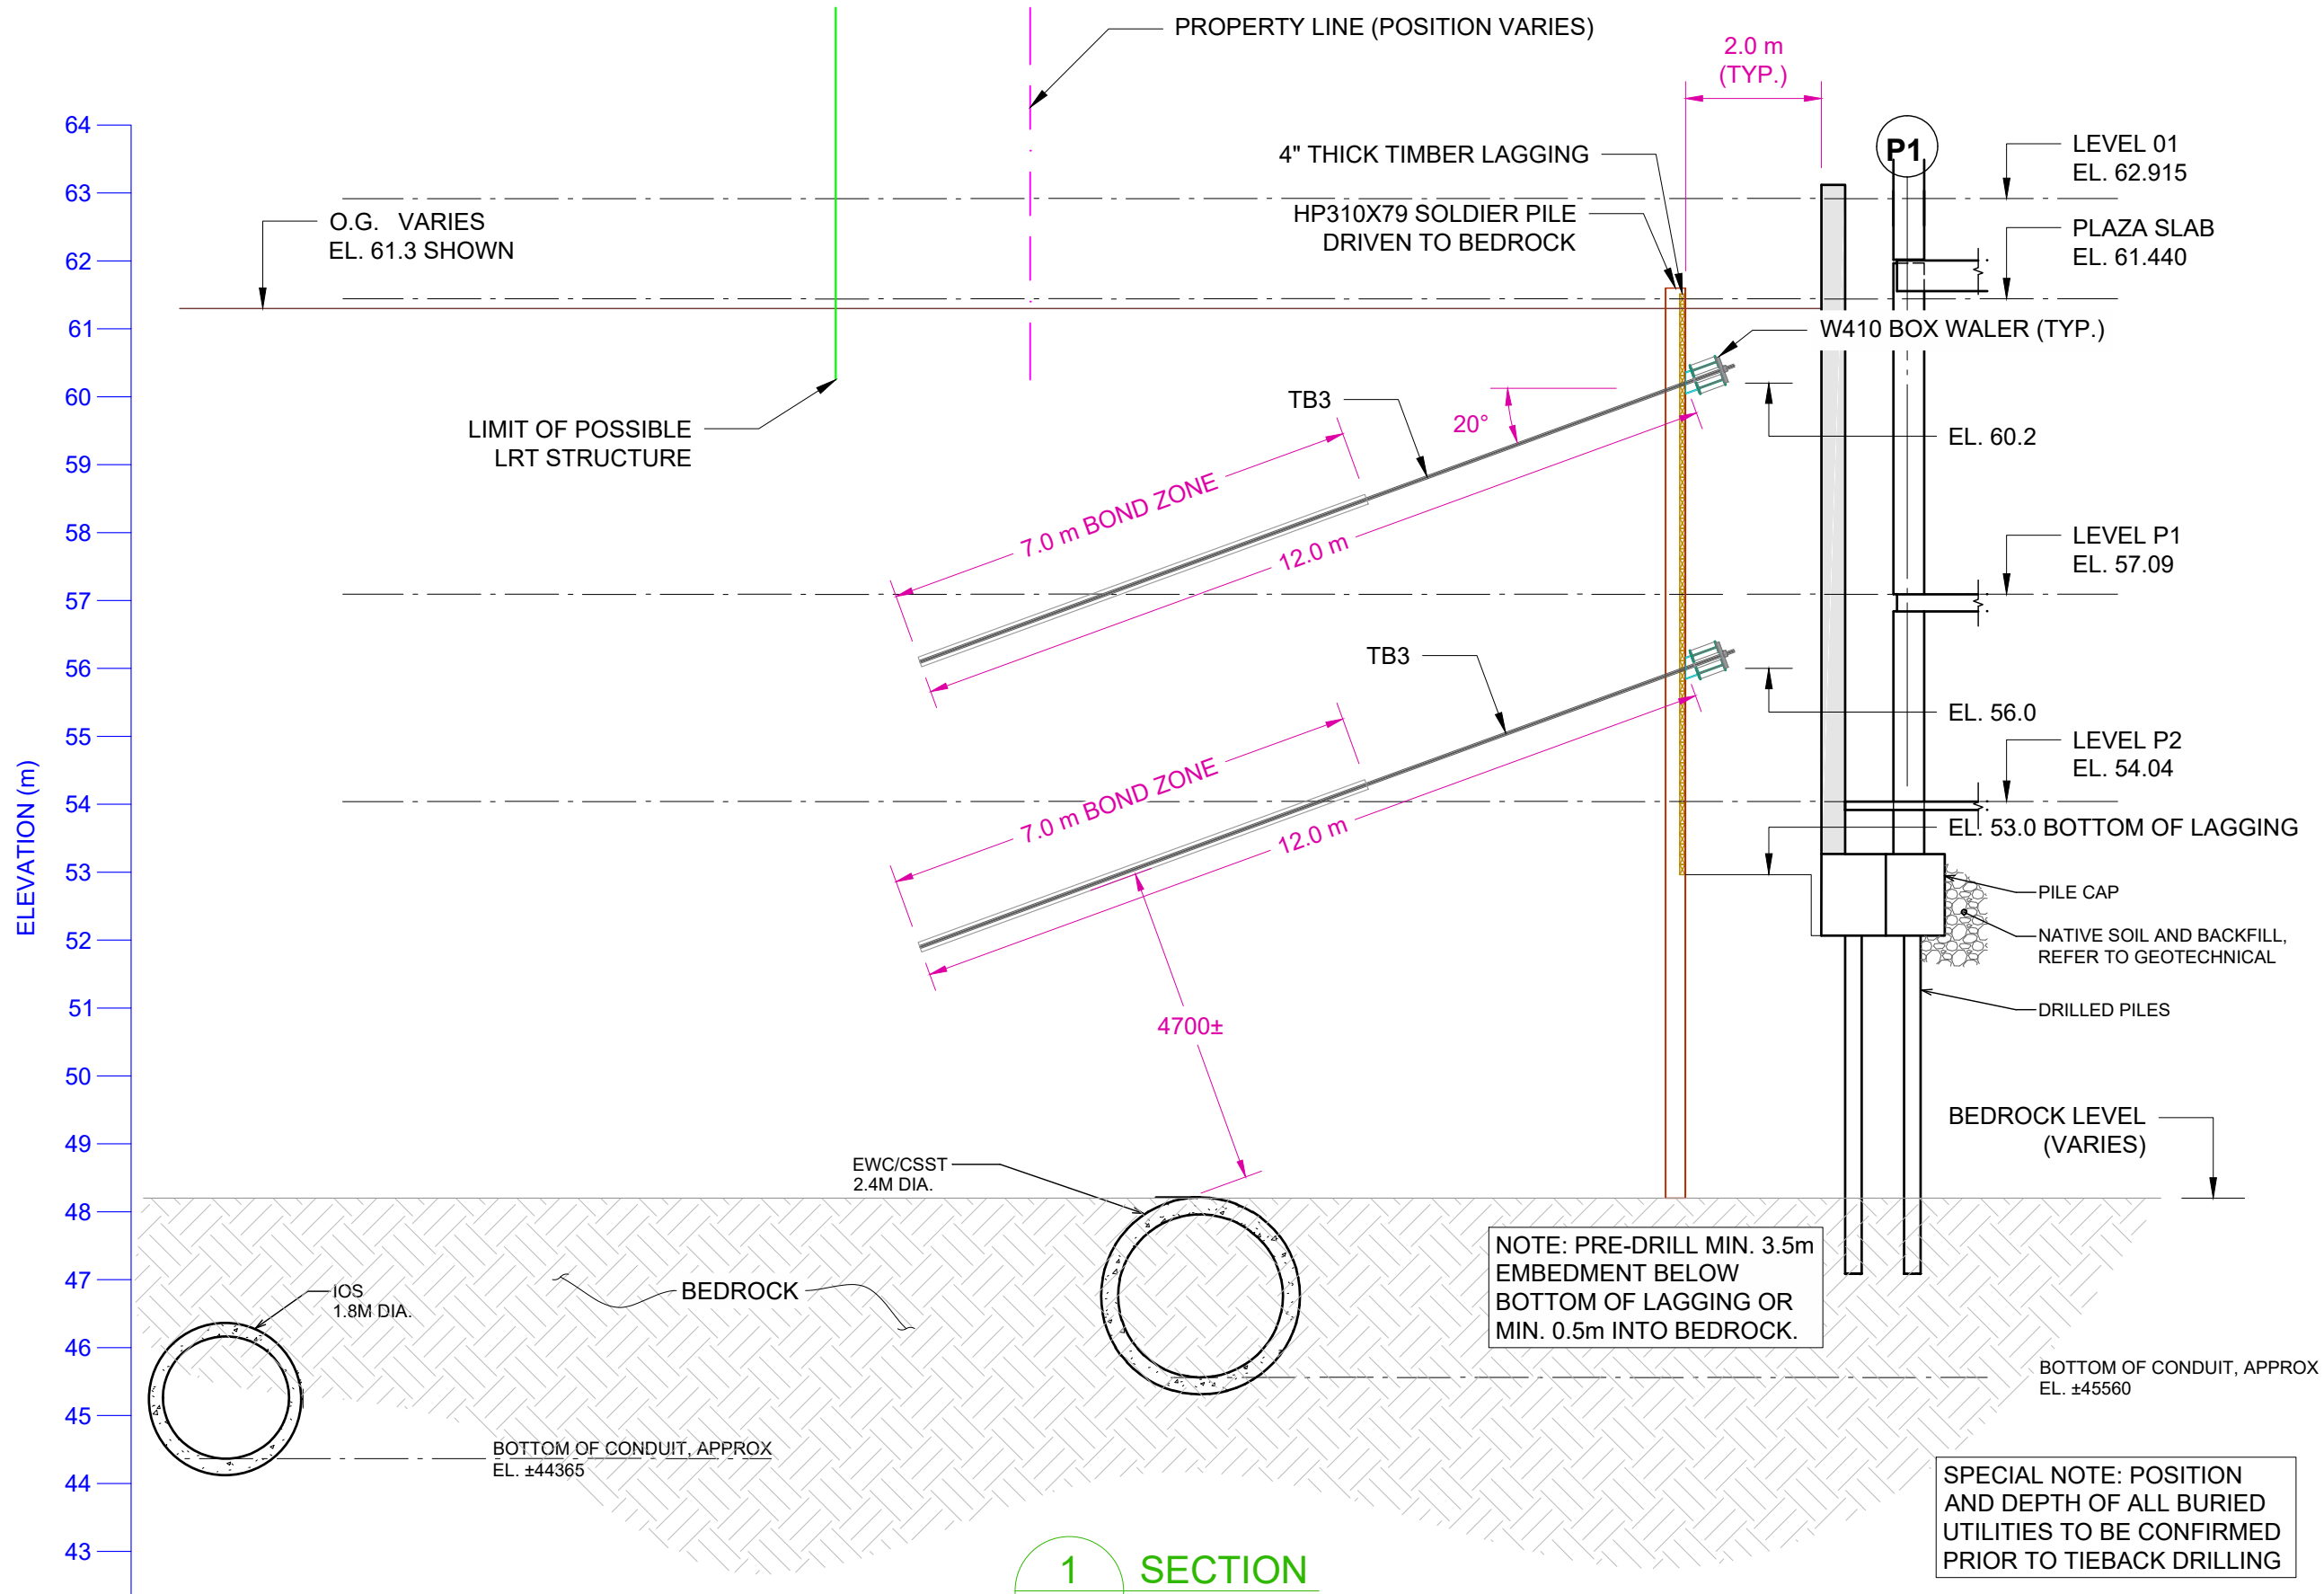 PROPERTY LINE (POSITION VARIES)
2.0 m
(TYP.)
64
63
62
61
60
59
58
57
56
55
54
53
52
51
50
49
48
47
46
45
44
43
ELEVATION (m)
4" THICK TIMBER LAGGING
P1
LEVEL 01
EL. 62.915
O.G. VARIES
EL. 61.3 SHOWN
HP310X79 SOLDIER PILE
DRIVEN TO BEDROCK
PLAZA SLAB
EL. 61.440
W410 BOX WALER (TYP.)
LIMIT OF POSSIBLE
LRT STRUCTURE
TB3
20°
EL. 60.2
7.0 m BOND ZONE
12.0 m
LEVEL P1
EL. 57.09
TB3
EL. 56.0
LEVEL P2
EL. 54.04
7.0 m BOND ZONE
12.0 m
EL. 53.0 BOTTOM OF LAGGING
PILE CAP
NATIVE SOIL AND BACKFILL,
REFER TO GEOTECHNICAL
DRILLED PILES
4700±
BEDROCK LEVEL
(VARIES)
EWC/CSST
2.4M DIA.
NOTE: PRE-DRILL MIN. 3.5m
EMBEDMENT BELOW
BOTTOM OF LAGGING OR
MIN. 0.5m INTO BEDROCK.
IOS
1.8M DIA.
BEDROCK
BOTTOM OF CONDUIT, APPROX
EL. ±45560
BOTTOM OF CONDUIT, APPROX
EL. ±44365
SPECIAL NOTE: POSITION
AND DEPTH OF ALL BURIED
UTILITIES TO BE CONFIRMED
PRIOR TO TIEBACK DRILLING
1 SECTION